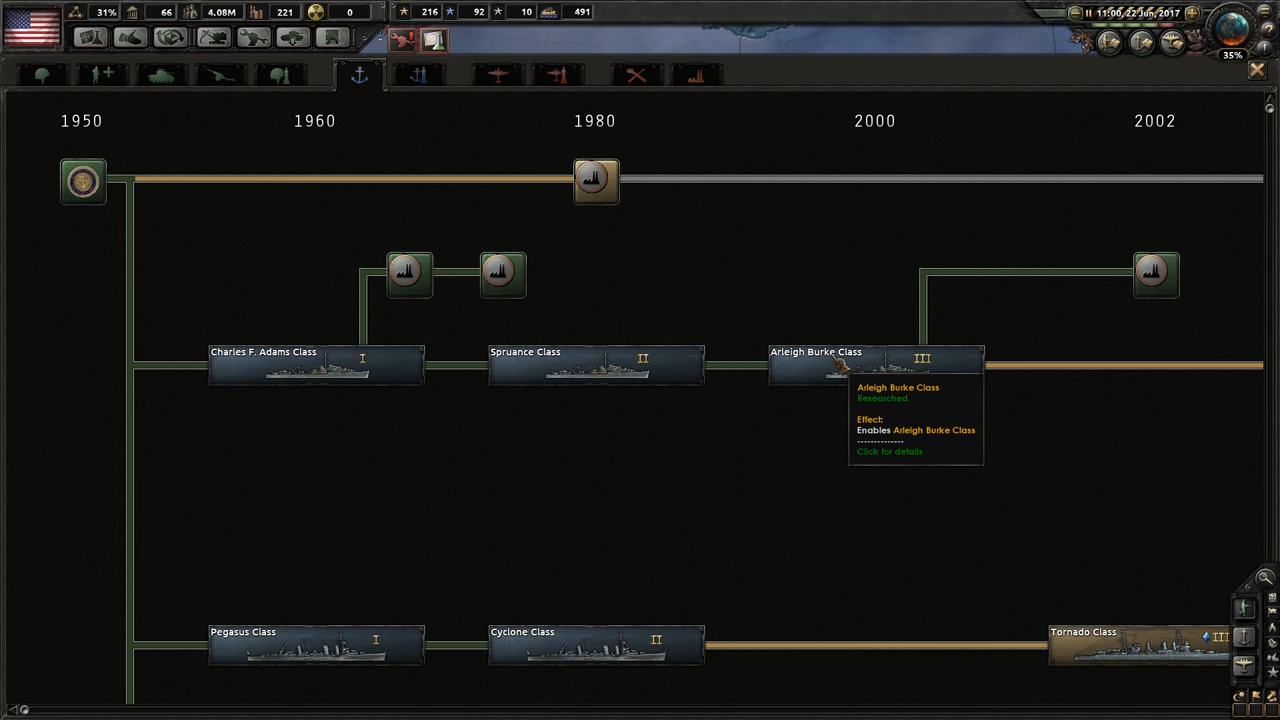 31% 66 4.08M 221 0 216 92 10 491 11:00, 22 Jun, 2017
35%
1950 1960 1980 2000 2002
Charles F. Adams Class I Spruance Class II Arleigh Burke Class III
Arleigh Burke Class
Researched
Effect:
Enables Arleigh Burke Class
--------------
Click for details
Pegasus Class I Cyclone Class II Tornado Class III